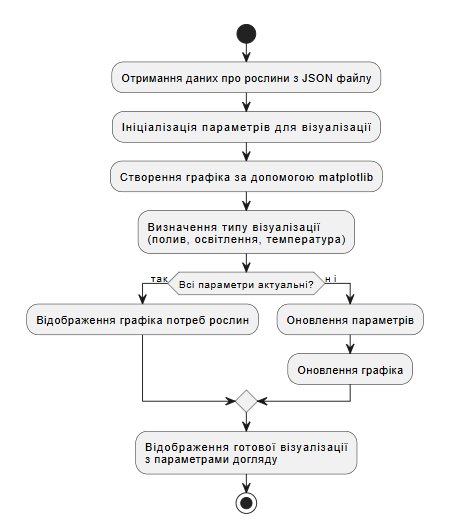 Отримання даних про рослини з JSON файлу
Ініціалізація параметрів для візуалізації
Створення графіка за допомогою matplotlib
Визначення типу візуалізації
(полив, освітлення, температура)
так
Всі параметри актуальні?
ні
Відображення графіка потреб рослин
Оновлення параметрів
Оновлення графіка
Відображення готової візуалізації
з параметрами догляду